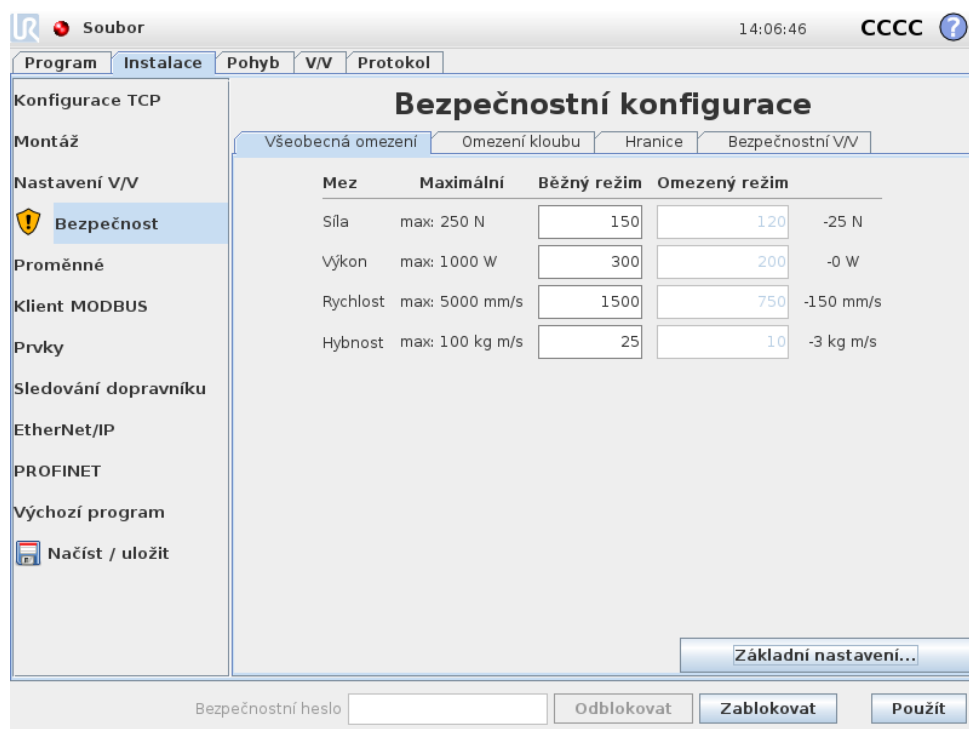 UR Soubor 14:06:46 CCCC ?
Program Instalace Pohyb V/V Protokol
Konfigurace TCP
Montáž
Nastavení V/V
Bezpečnost
Proměnné
Klient MODBUS
Prvky
Sledování dopravníku
EtherNet/IP
PROFINET
Výchozí program
Načíst / uložit
Bezpečnostní konfigurace
Všeobecná omezení Omezení kloubu Hranice Bezpečnostní V/V
Mez Maximální Běžný režim Omezený režim
Síla max: 250 N 150 120 -25 N
Výkon max: 1000 W 300 200 -0 W
Rychlost max: 5000 mm/s 1500 750 -150 mm/s
Hybnost max: 100 kg m/s 25 10 -3 kg m/s
Základní nastavení...
Bezpečnostní heslo Odblokovat Zablokovat Použít